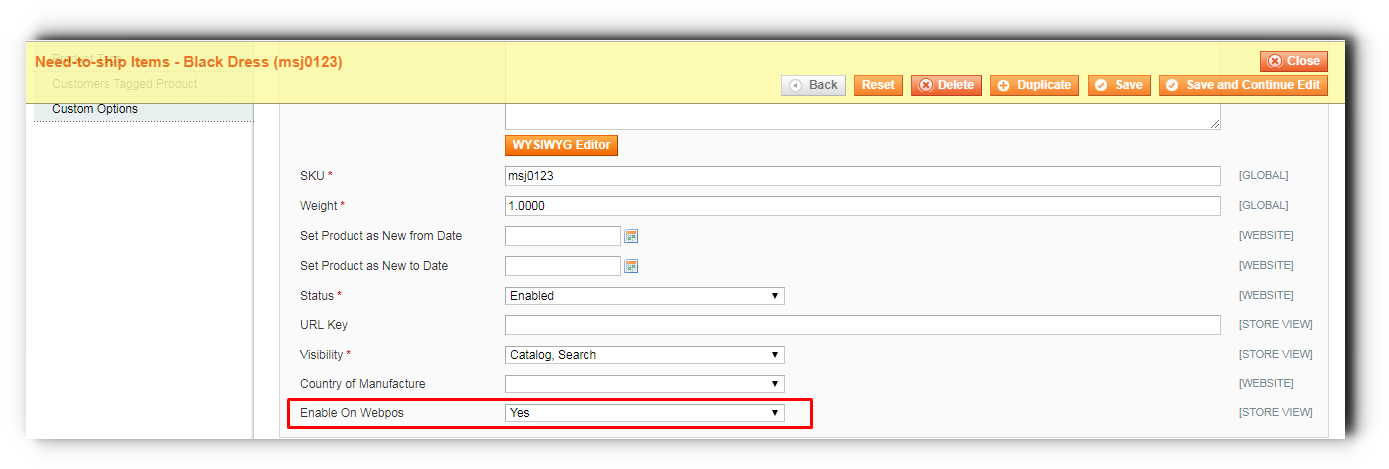 Need-to-ship Items - Black Dress (msj0123)
Close
Back Reset Delete Duplicate Save Save and Continue Edit
Customers Tagged Product
Custom Options
WYSIWYG Editor
SKU * msj0123 [GLOBAL]
Weight * 1.0000 [GLOBAL]
Set Product as New from Date [WEBSITE]
Set Product as New to Date [WEBSITE]
Status * Enabled [WEBSITE]
URL Key [STORE VIEW]
Visibility * Catalog, Search [STORE VIEW]
Country of Manufacture [WEBSITE]
Enable On Webpos Yes [STORE VIEW]